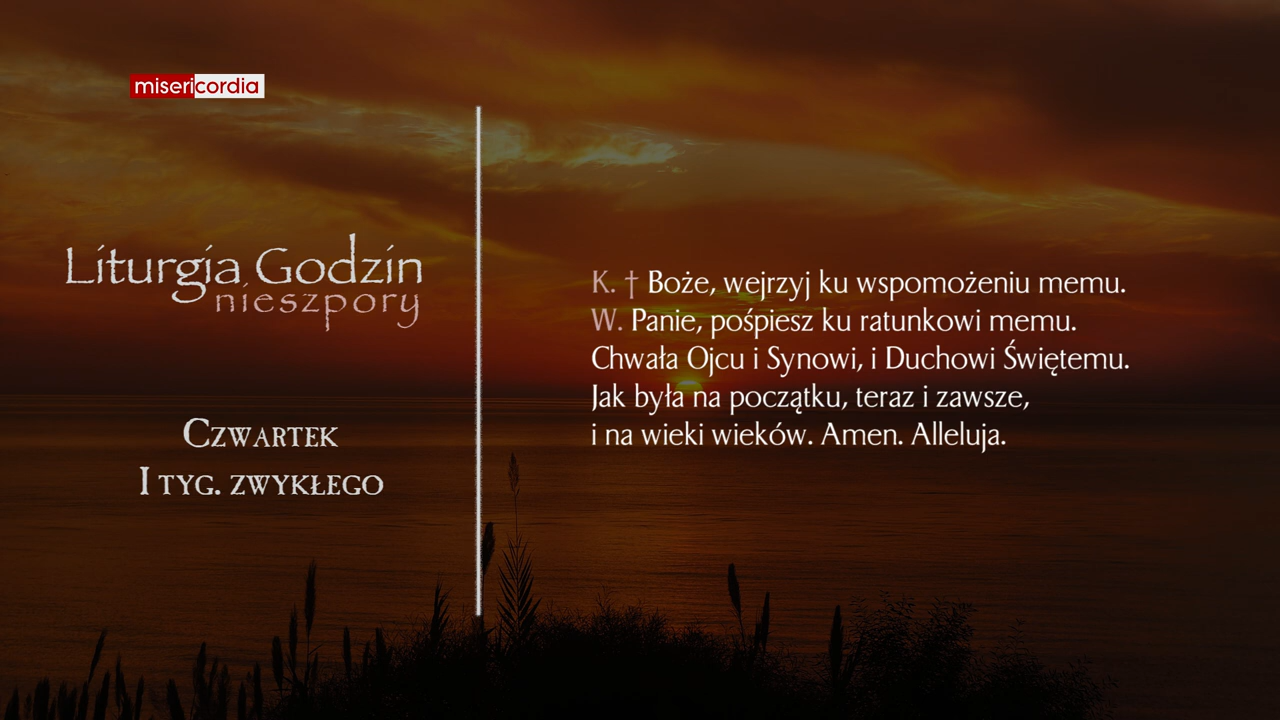 misericordia
Liturgia Godzin
nieszpory
Czwartek
I tyg. zwykłego
K. † Boże, wejrzyj ku wspomożeniu memu.
W. Panie, pośpiesz ku ratunkowi memu.
Chwała Ojcu i Synowi, i Duchowi Świętemu.
Jak była na początku, teraz i zawsze,
i na wieki wieków. Amen. Alleluja.